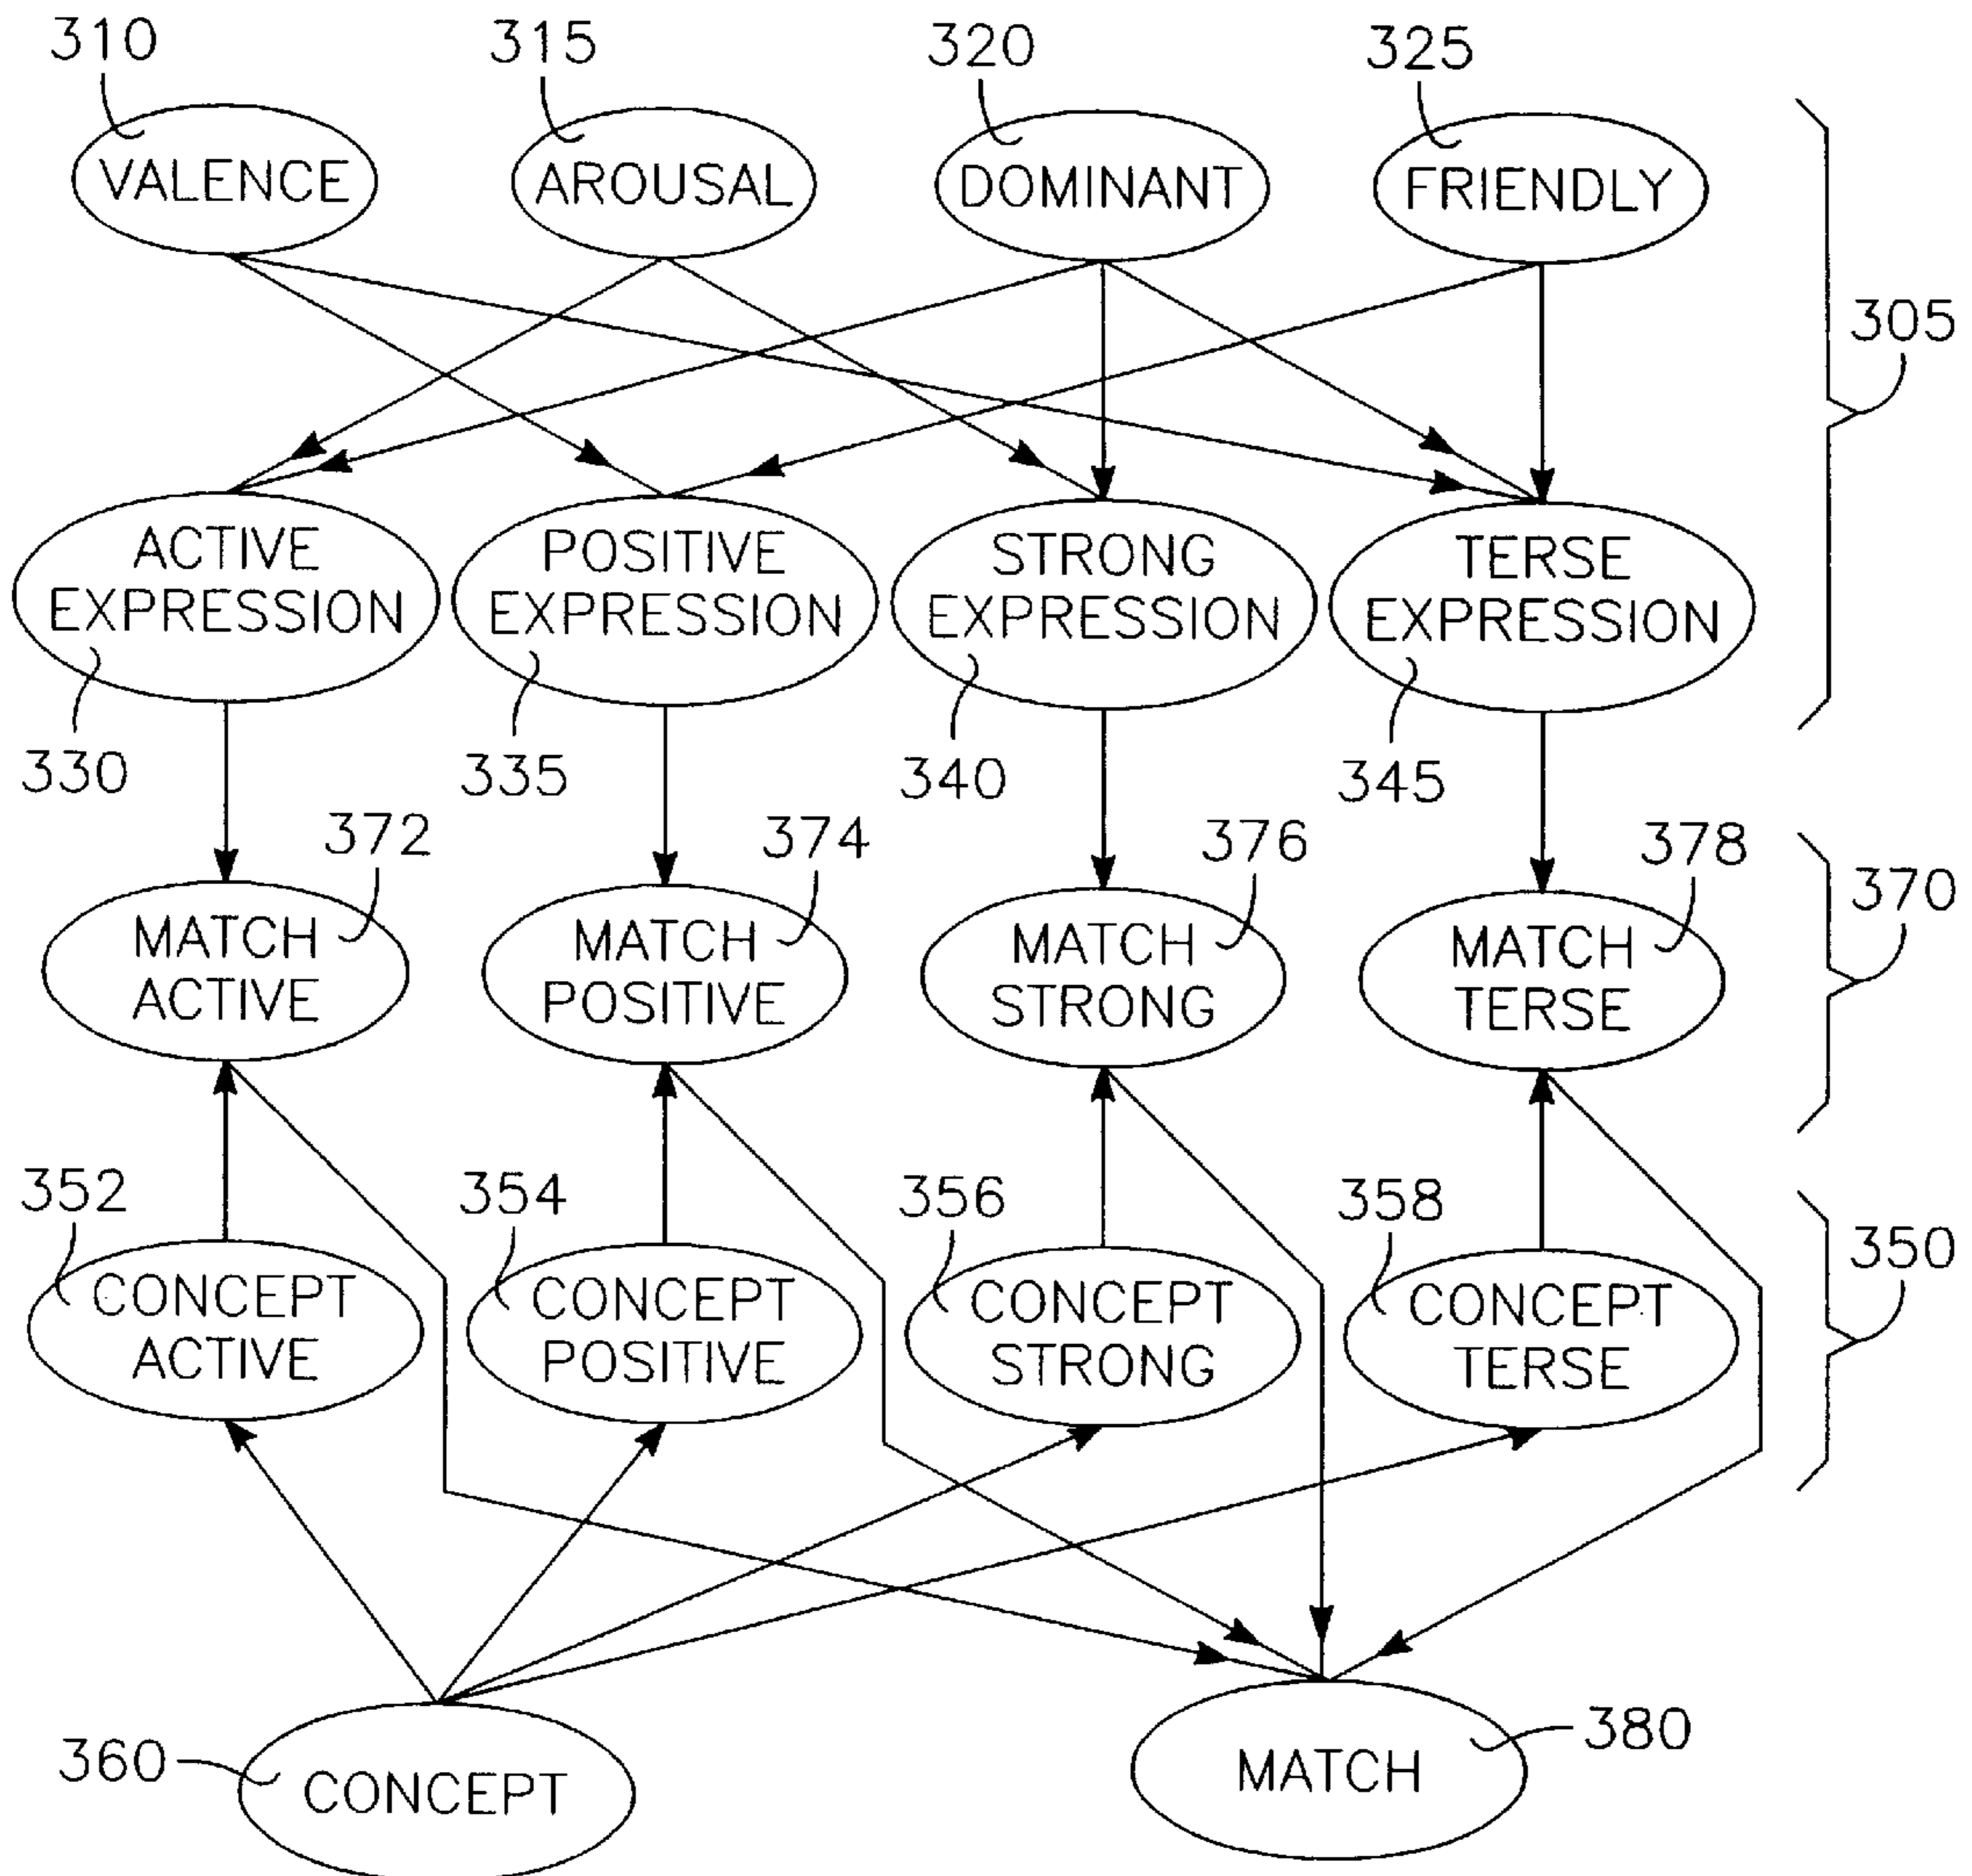 310
315
320
325
VALENCE
AROUSAL
DOMINANT
FRIENDLY
305
ACTIVE
EXPRESSION
POSITIVE
EXPRESSION
STRONG
EXPRESSION
TERSE
EXPRESSION
330
335
340
345
372
374
376
378
370
MATCH
ACTIVE
MATCH
POSITIVE
MATCH
STRONG
MATCH
TERSE
352
354
356
358
350
CONCEPT
ACTIVE
CONCEPT
POSITIVE
CONCEPT
STRONG
CONCEPT
TERSE
360
CONCEPT
MATCH
380